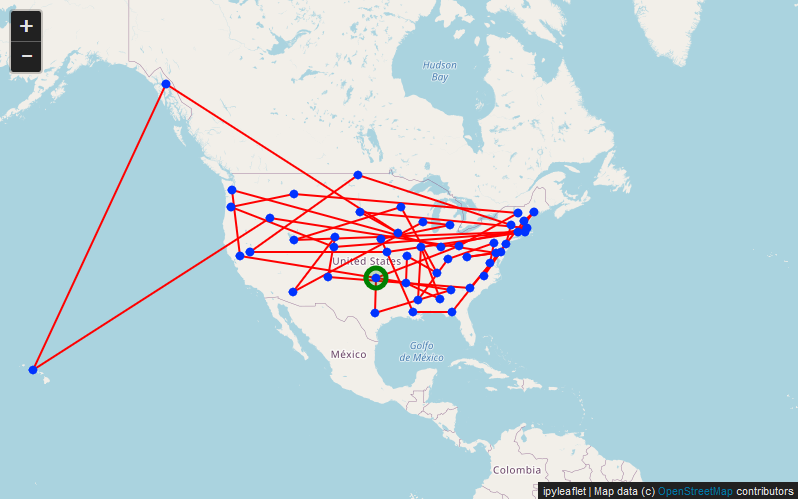 +
−
Hudson
Bay
United States
México
Golfo
de México
Colombia
ipyleaflet | Map data (c) OpenStreetMap contributors